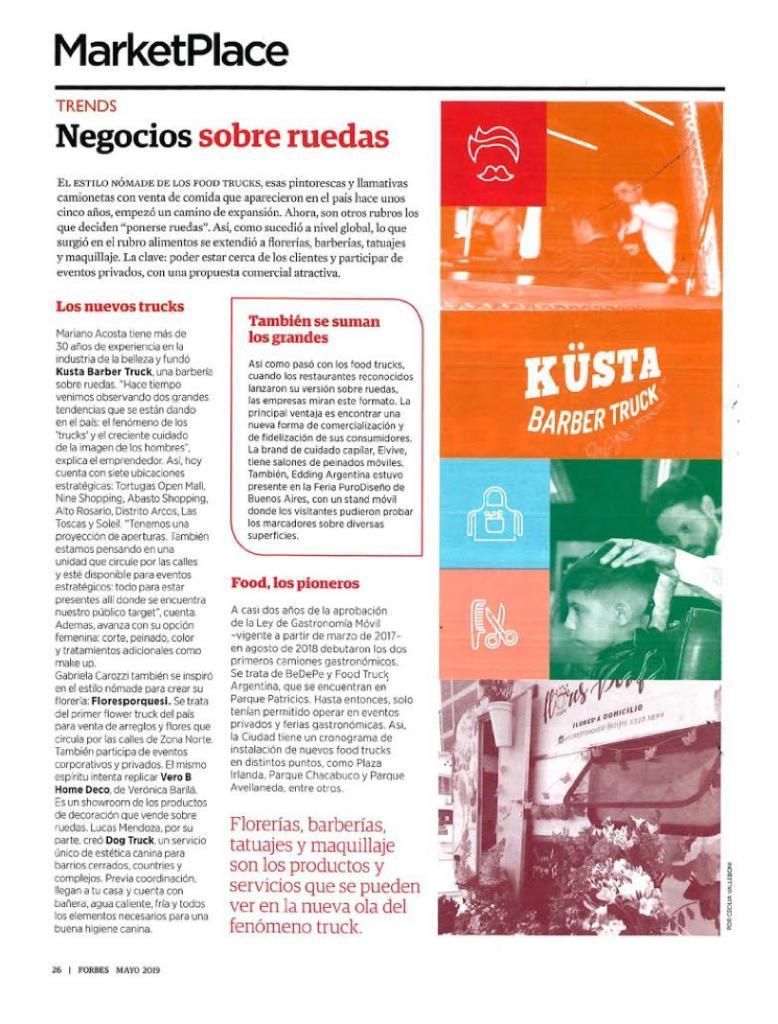 MarketPlace
TRENDS
Negocios sobre ruedas
EL ESTILO NÓMADE DE LOS FOOD TRUCKS, esas pintorescas y llamativas
camionetas con venta de comida que aparecieron en el país hace unos
cinco años, empezó un camino de expansión. Ahora, son otros rubros los
que deciden "ponerse ruedas". Así, como sucedió a nivel global, lo que
surgió en el rubro alimentos se extendió a florerías, barberías, tatuajes
y maquillaje. La clave: poder estar cerca de los clientes y participar de
eventos privados, con una propuesta comercial atractiva.
Los nuevos trucks
Mariano Acosta tiene más de
30 años de experiencia en la
industria de la belleza y fundó
Kusta Barber Truck, una barbería
sobre ruedas. "Hace tiempo
venimos observando dos grandes
tendencias que se están dando
en el país: el fenómeno de los
'trucks' y el creciente cuidado
de la imagen de los hombres",
explica el emprendedor. Así, hoy
cuenta con siete ubicaciones
estratégicas: Tortugas Open Mall,
Nine Shopping, Abasto Shopping,
Alto Rosario, Distrito Arcos, Las
Toscas y Soleil. "Tenemos una
proyección de aperturas. También
estamos pensando en una
unidad que circule por las calles
y esté disponible para eventos
estratégicos: todo para estar
presentes allí donde se encuentra
nuestro público target", cuenta.
Ademas, avanza con su opción
femenina: corte, peinado, color
y tratamientos adicionales como
make up.
Gabriela Carozzi también se inspiró
en el estilo nómade para crear su
florería: Floresporquesi. Se trata
del primer flower truck del país
para venta de arreglos y flores que
circula por las calles de Zona Norte.
También participa de eventos
corporativos y privados. El mismo
espíritu intenta replicar Vero B
Home Deco, de Verónica Barilá.
Es un showroom de los productos
de decoración que vende sobre
ruedas. Lucas Mendoza, por su
parte, creó Dog Truck, un servicio
único de estética canina para
barrios cerrados, countries y
complejos. Previa coordinación,
llegan a tu casa y cuenta con
bañera, agua caliente, fría y todos
los elementos necesarios para una
buena higiene canina.
También se suman
los grandes
Así como pasó con los food trucks,
cuando los restaurantes reconocidos
lanzaron su versión sobre ruedas,
las empresas miran este formato. La
principal ventaja es encontrar una
nueva forma de comercialización y
de fidelización de sus consumidores.
La brand de cuidado capilar, Elvive,
tiene salones de peinados móviles.
También, Edding Argentina estuvo
presente en la Feria PuroDiseño de
Buenos Aires, con un stand móvil
donde los visitantes pudieron probar
los marcadores sobre diversas
superficies.
Food, los pioneros
A casi dos años de la aprobación
de la Ley de Gastronomía Móvil
–vigente a partir de marzo de 2017–
en agosto de 2018 debutaron los dos
primeros camiones gastronómicos.
Se trata de BeDePe y Food Truck
Argentina, que se encuentran en
Parque Patricios. Hasta entonces, solo
tenían permitido operar en eventos
privados y ferias gastronómicas. Así,
la Ciudad tiene un cronograma de
instalación de nuevos food trucks
en distintos puntos, como Plaza
Irlanda, Parque Chacabuco y Parque
Avellaneda, entre otros.
Florerías, barberías,
tatuajes y maquillaje
son los productos y
servicios que se pueden
ver en la nueva ola del
fenómeno truck.
KÜSTA
BARBER TRUCK
FLORES A DOMICILIO
POR CECILIA VALLEBONI
26 | FORBES MAYO 2019